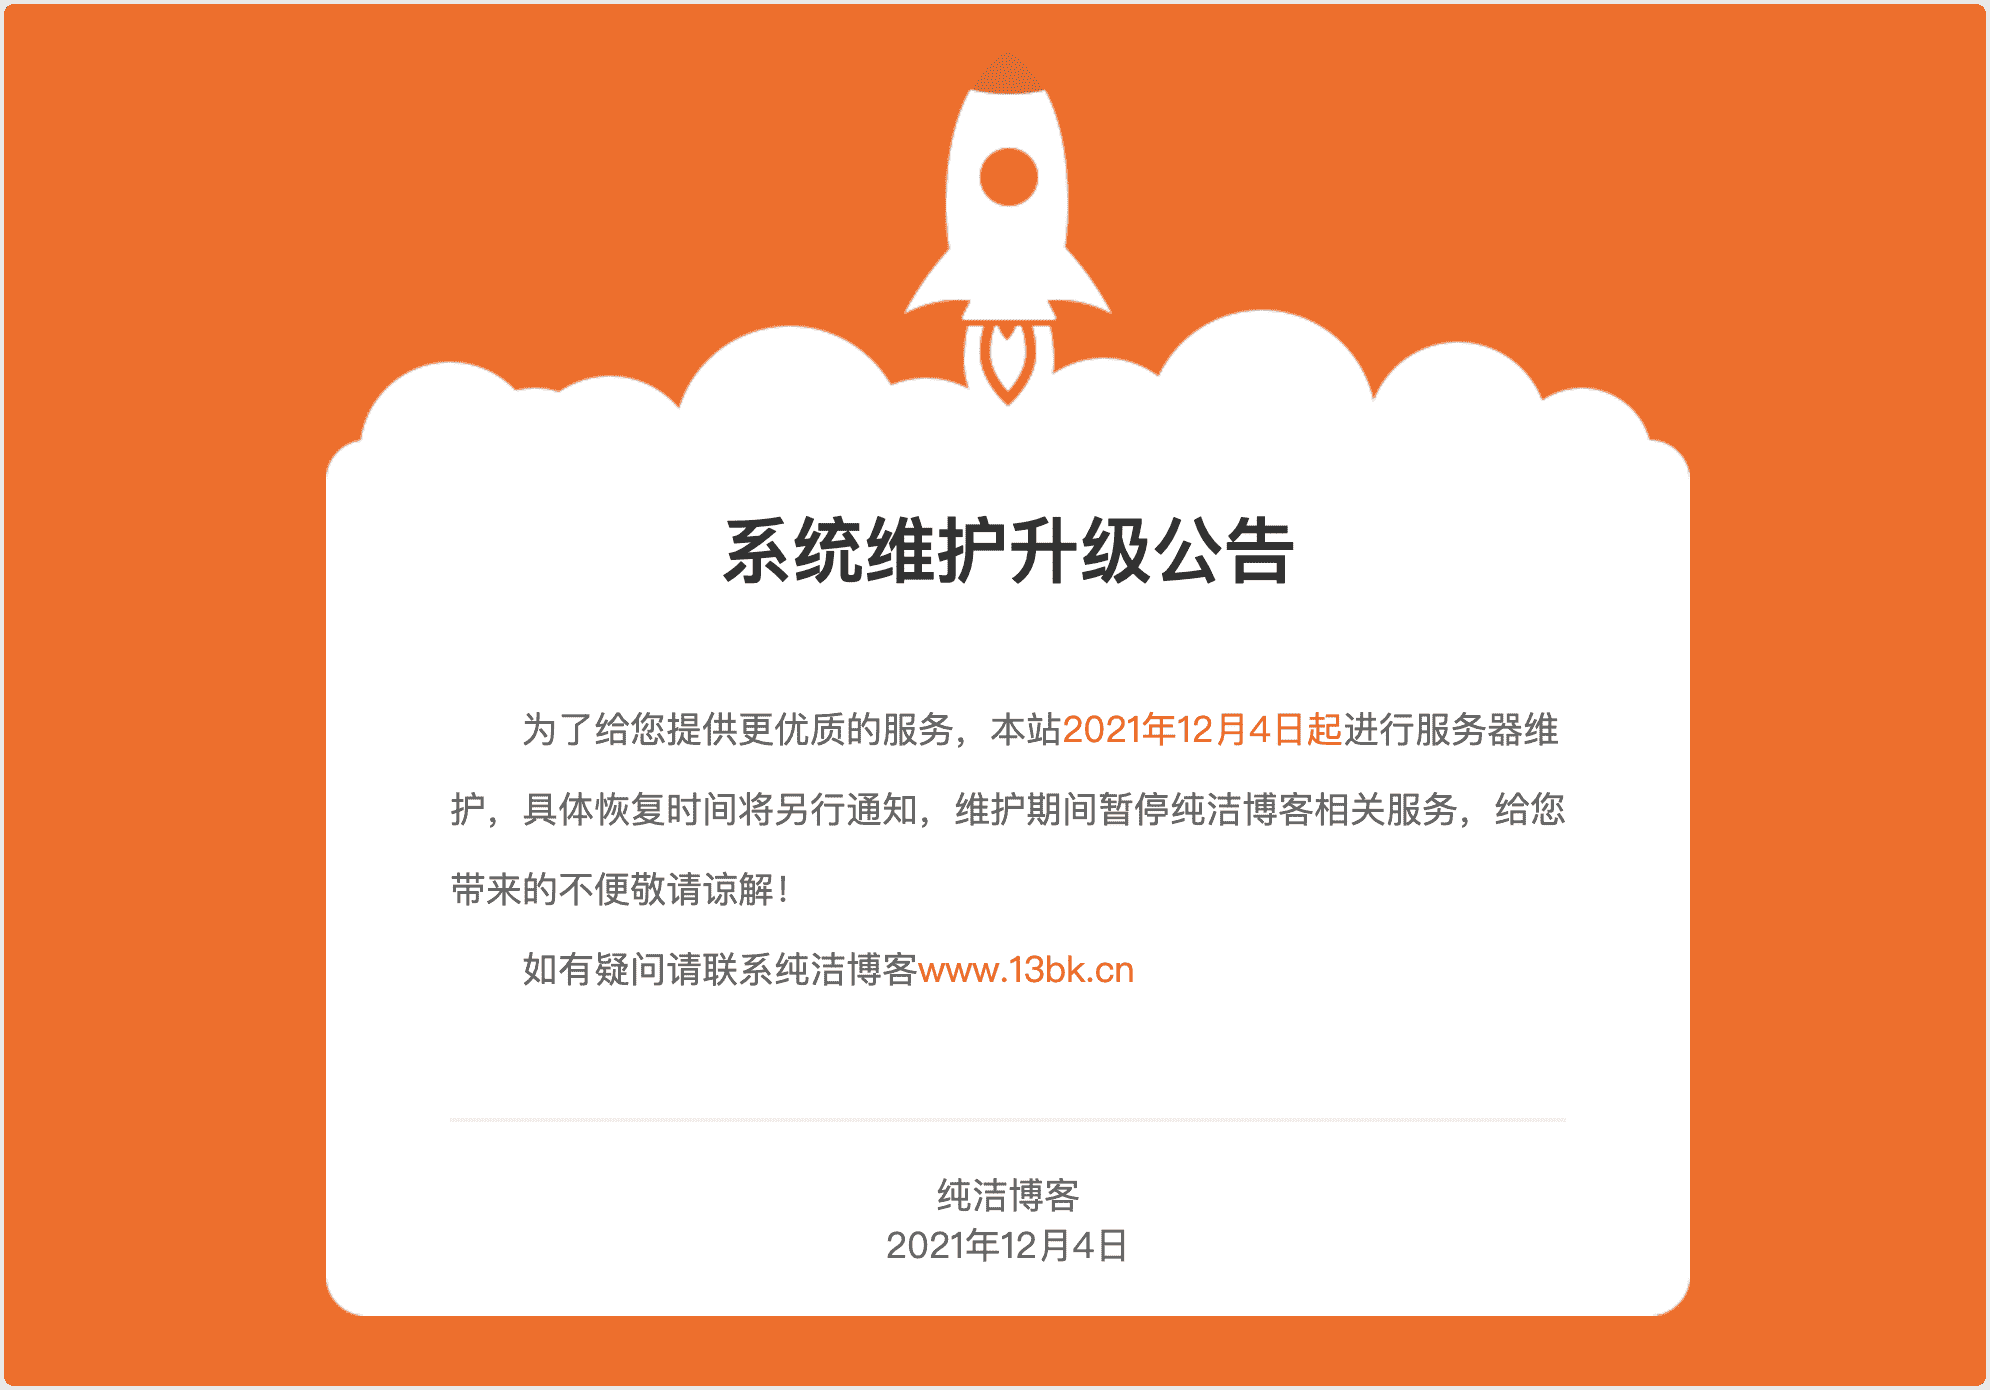 系统维护升级公告
为了给您提供更优质的服务，本站2021年12月4日起进行服务器维
护，具体恢复时间将另行通知，维护期间暂停纯洁博客相关服务，给您
带来的不便敬请谅解！
如有疑问请联系纯洁博客www.13bk.cn
纯洁博客
2021年12月4日